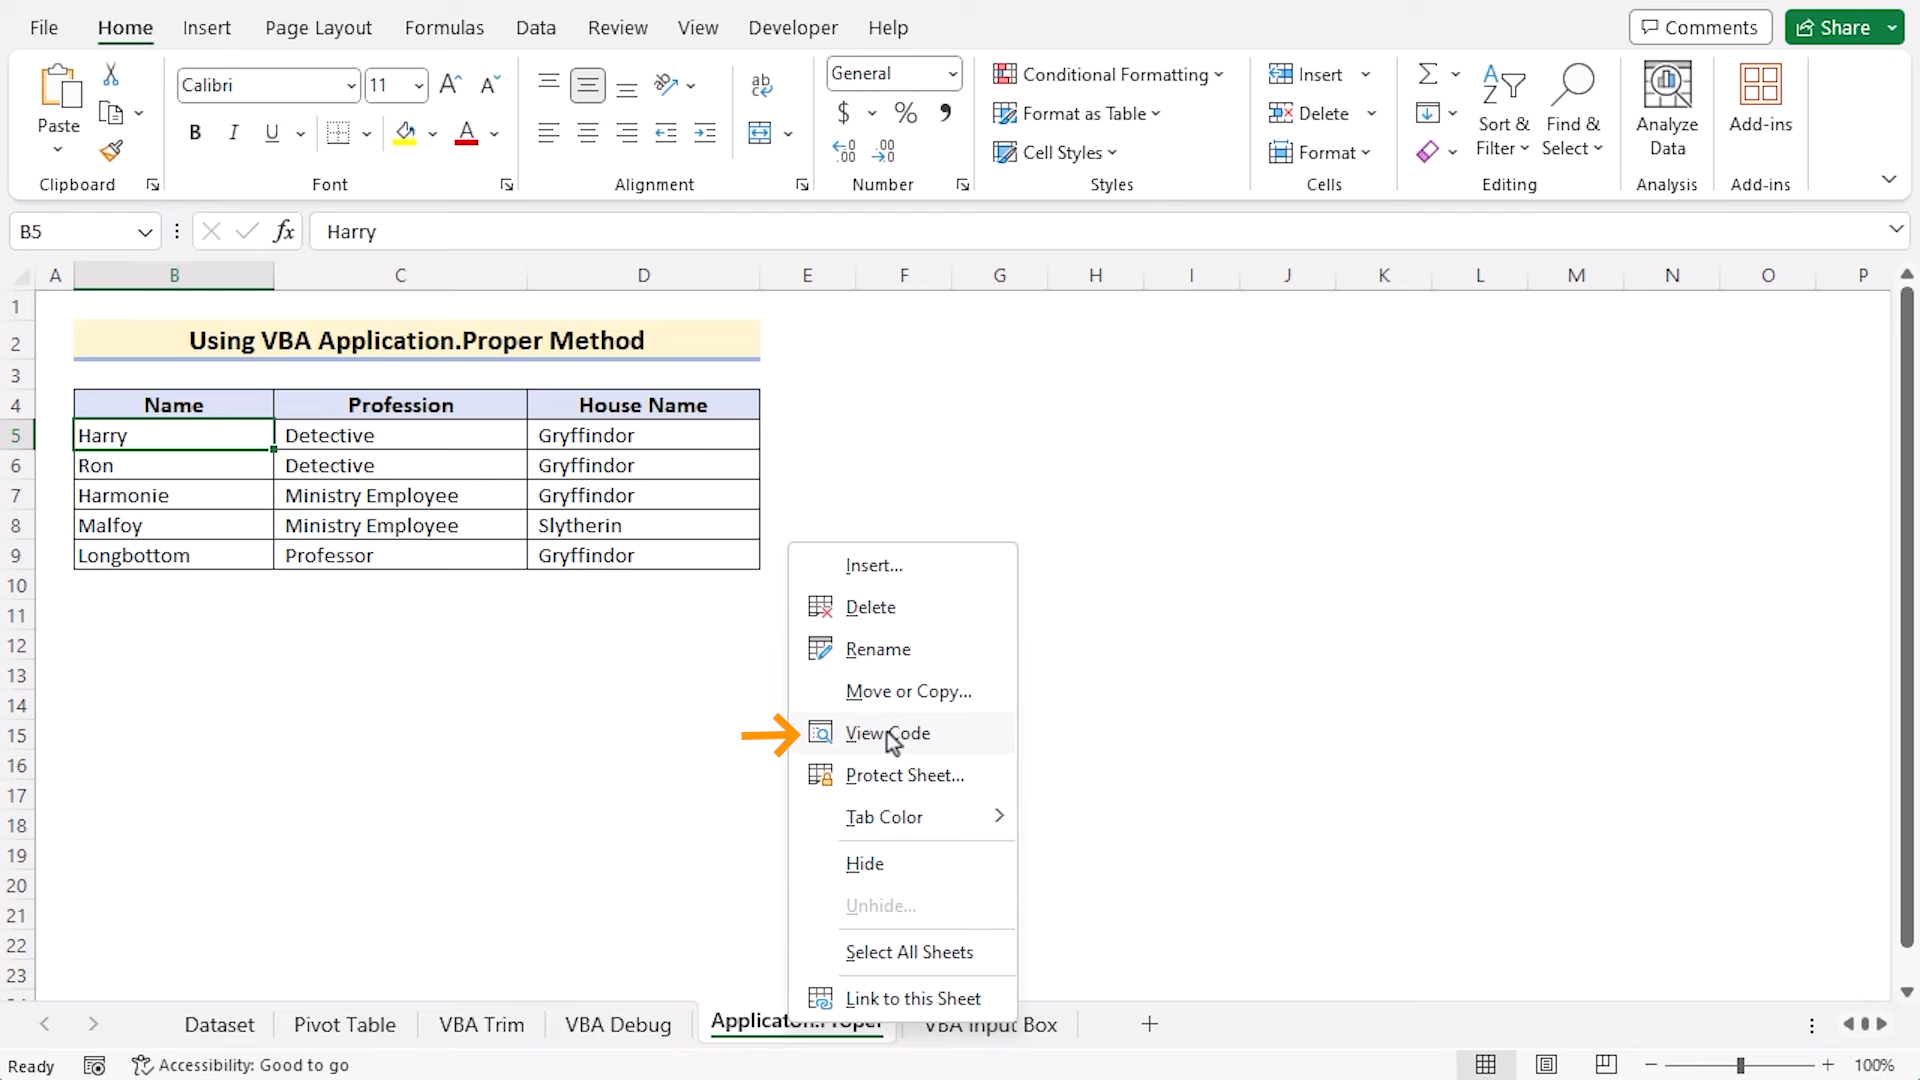 File Home Insert Page Layout Formulas Data Review View Developer Help Comments Share
Calibri 11 General Conditional Formatting Insert
Format as Table Delete
Paste Sort & Find & Analyze Add-ins
B I U A ab $ % Cell Styles Format Filter Select Data
Clipboard Font Alignment Number Styles Cells Editing Analysis Add-ins
B5 fx Harry
A B C D E F G H I J K L M N O P
1
2 Using VBA Application.Proper Method
3
4 Name Profession House Name
5 Harry Detective Gryffindor
6 Ron Detective Gryffindor
7 Harmonie Ministry Employee Gryffindor
8 Malfoy Ministry Employee Slytherin
9 Longbottom Professor Gryffindor
10
11
12
13
14
15
16
17
18
19
20
21
22
23
Insert...
Delete
Rename
Move or Copy...
View Code
Protect Sheet...
Tab Color
Hide
Unhide...
Select All Sheets
Link to this Sheet
Dataset Pivot Table VBA Trim VBA Debug Applicaton.Proper VBA Input Box
Ready Accessibility: Good to go 100%